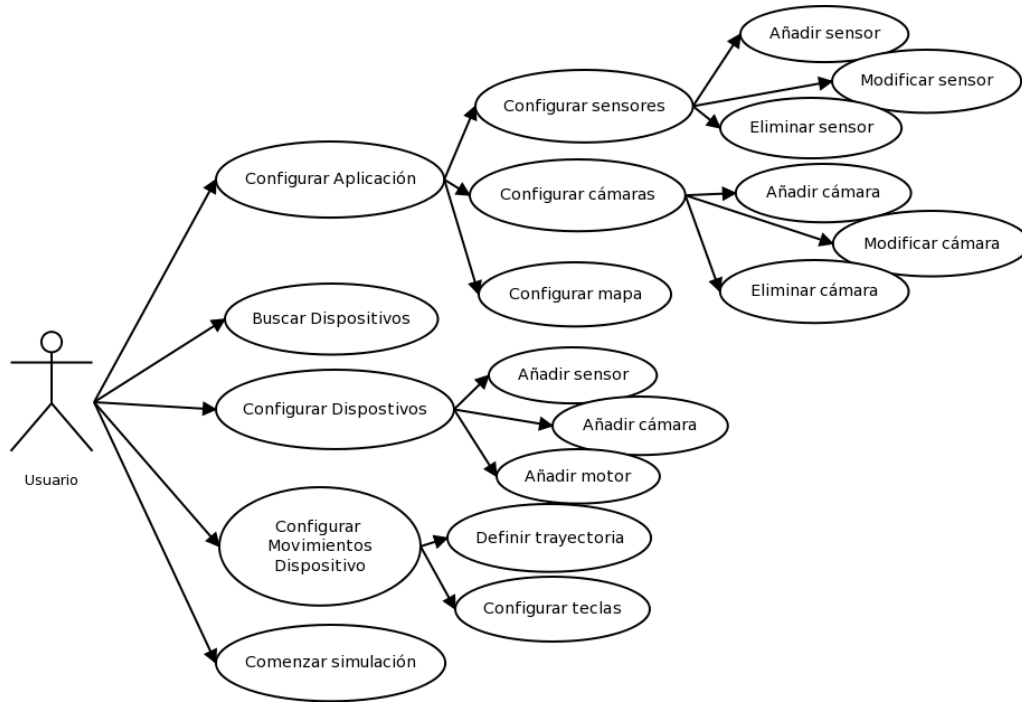 Añadir sensor
Modificar sensor
Configurar sensores
Eliminar sensor
Configurar Aplicación
Configurar cámaras
Añadir cámara
Modificar cámara
Eliminar cámara
Configurar mapa
Buscar Dispositivos
Añadir sensor
Configurar Dispostivos
Añadir cámara
Añadir motor
Usuario
Configurar
Movimientos
Dispositivo
Definir trayectoria
Configurar teclas
Comenzar simulación